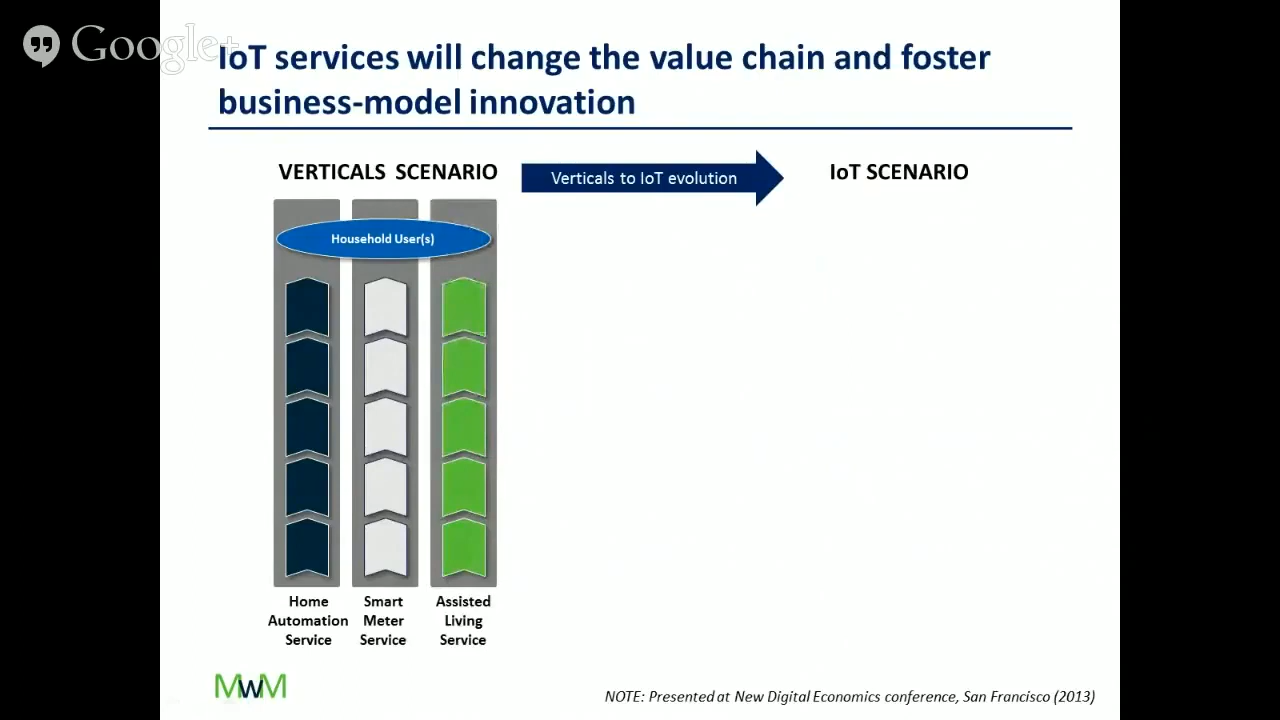 Google+
IoT services will change the value chain and foster
business-model innovation
VERTICALS SCENARIO
Verticals to IoT evolution
IoT SCENARIO
Household User(s)
Home
Automation
Service
Smart
Meter
Service
Assisted
Living
Service
MWM
NOTE: Presented at New Digital Economics conference, San Francisco (2013)